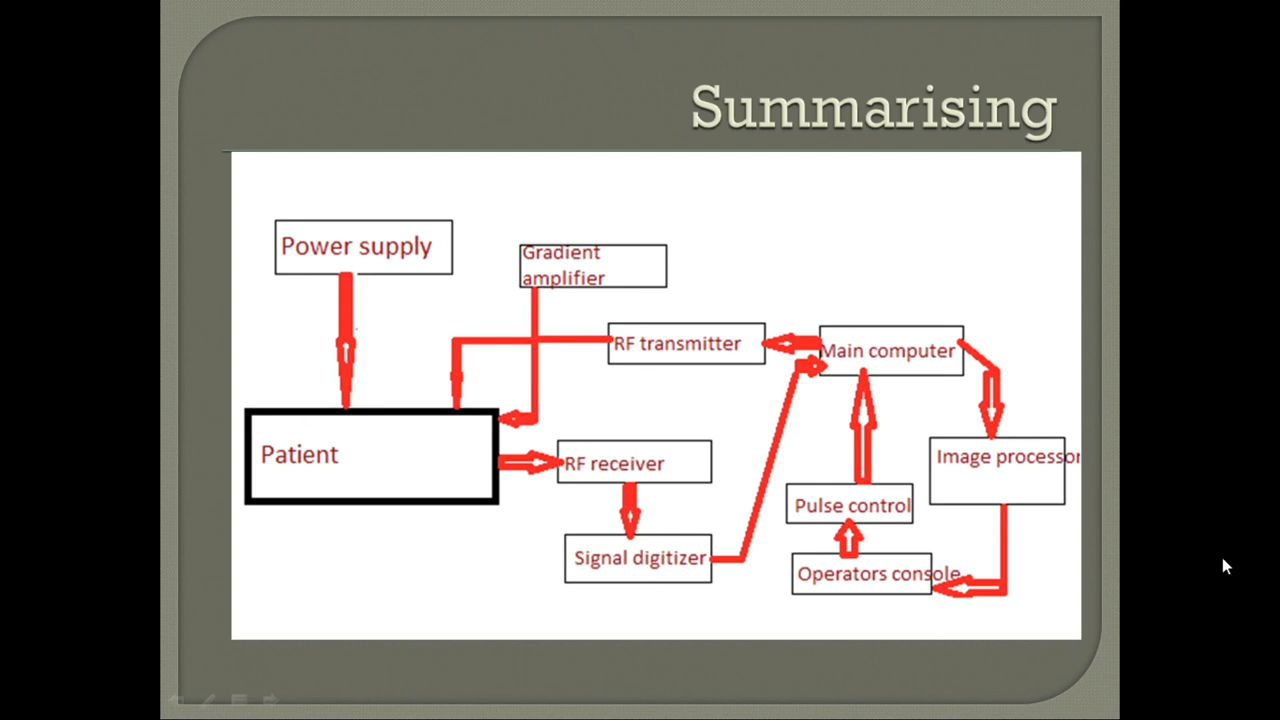 Summarising
Power supply
Gradient
amplifier
RF transmitter
Main computer
Patient
RF receiver
Image processor
Pulse control
Signal digitizer
Operators console